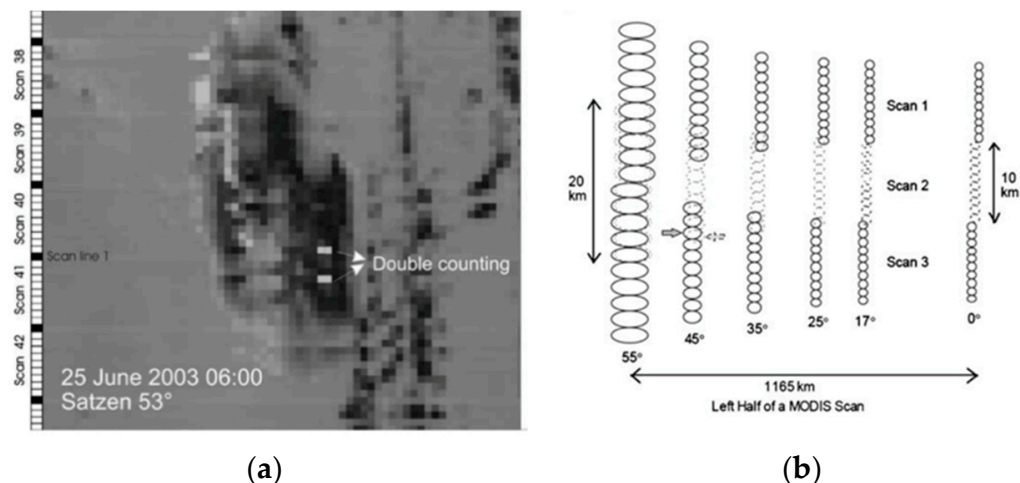 Scan 38
Scan 39
Scan 40
Scan 41
Scan 42
Scan line 1
Double counting
25 June 2003 06:00
Satzen 53°
(a)
Scan 1
20
km
Scan 2
10
km
Scan 3
55°
45°
35°
25°
17°
0°
1165 km
Left Half of a MODIS Scan
(b)